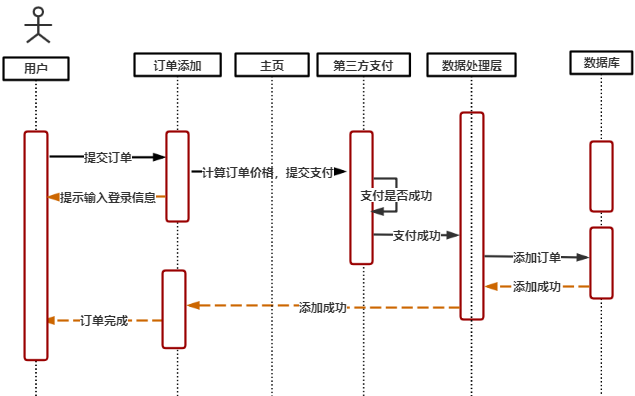 用户
订单添加
主页
第三方支付
数据处理层
数据库
提交订单
计算订单价格，提交支付
提示输入登录信息
支付是否成功
支付成功
添加订单
添加成功
添加成功
订单完成